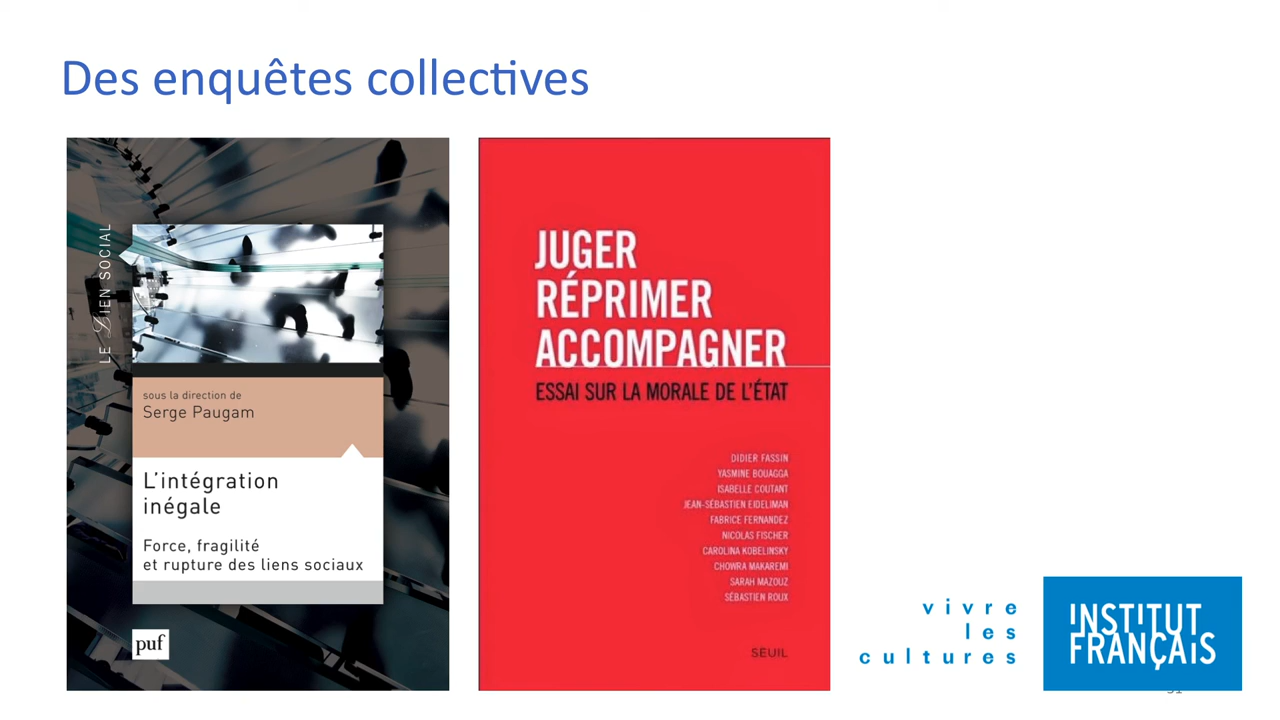 Des enquêtes collectives
LE LIEN SOCIAL
sous la direction de
Serge Paugam
L'intégration
inégale
Force, fragilité
et rupture des liens sociaux
puf
JUGER
RÉPRIMER
ACCOMPAGNER
ESSAI SUR LA MORALE DE L'ÉTAT
DIDIER FASSIN
YASMINE BOUAGGA
ISABELLE COUTANT
JEAN-SÉBASTIEN EIDELIMAN
FABRICE FERNANDEZ
NICOLAS FISCHER
CAROLINA KOBELINSKY
CHOWRA MAKAREMI
SARAH MAZOUZ
SÉBASTIEN ROUX
SEUIL
vivre
les
cultures
INSTITUT
FRANÇAIS